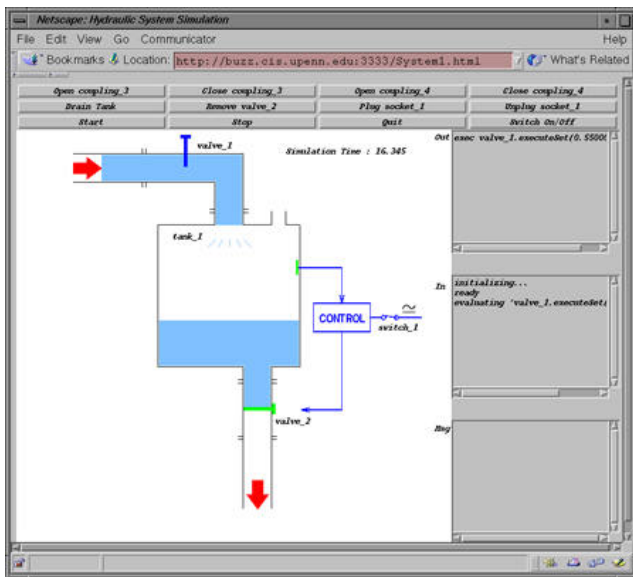 Netscape: Hydraulic System Simulation
File Edit View Go Communicator Help
Bookmarks Location: http://buzz.cis.upenn.edu:3333/System1.html What's Related
Open coupling_3 Close coupling_3 Open coupling_4 Close coupling_4
Drain Tank Remove valve_2 Plug socket_1 Unplug socket_1
Start Stop Quit Switch On/Off
valve_1
Simulation Time : 16.345
Out
exec valve_1.executeSet(0.5500
tank_1
In
initializing...
ready
evaluating 'valve_1.executeSet(
CONTROL
switch_1
valve_2
Msg